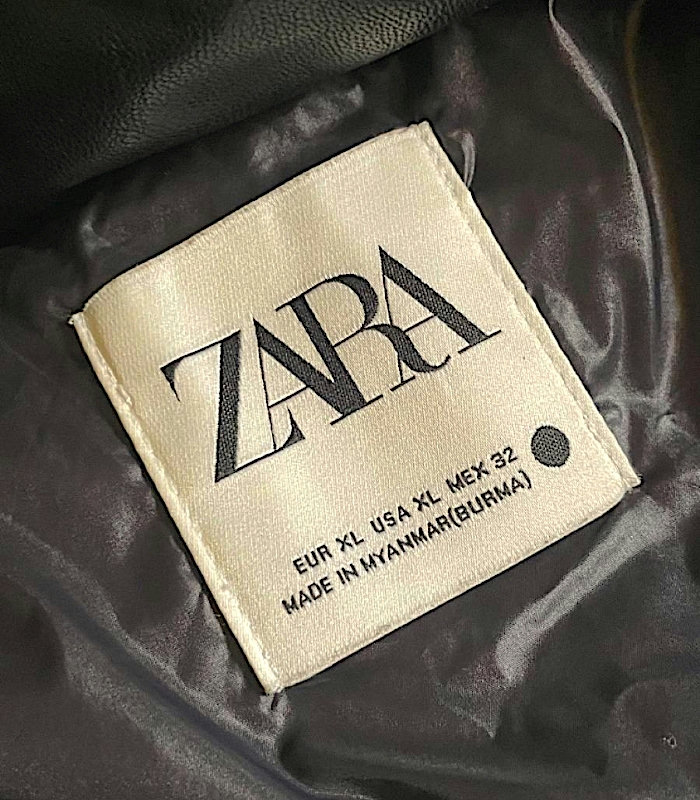 ZARA
EUR XL USA XL MEX 32
MADE IN MYANMAR(BURMA)